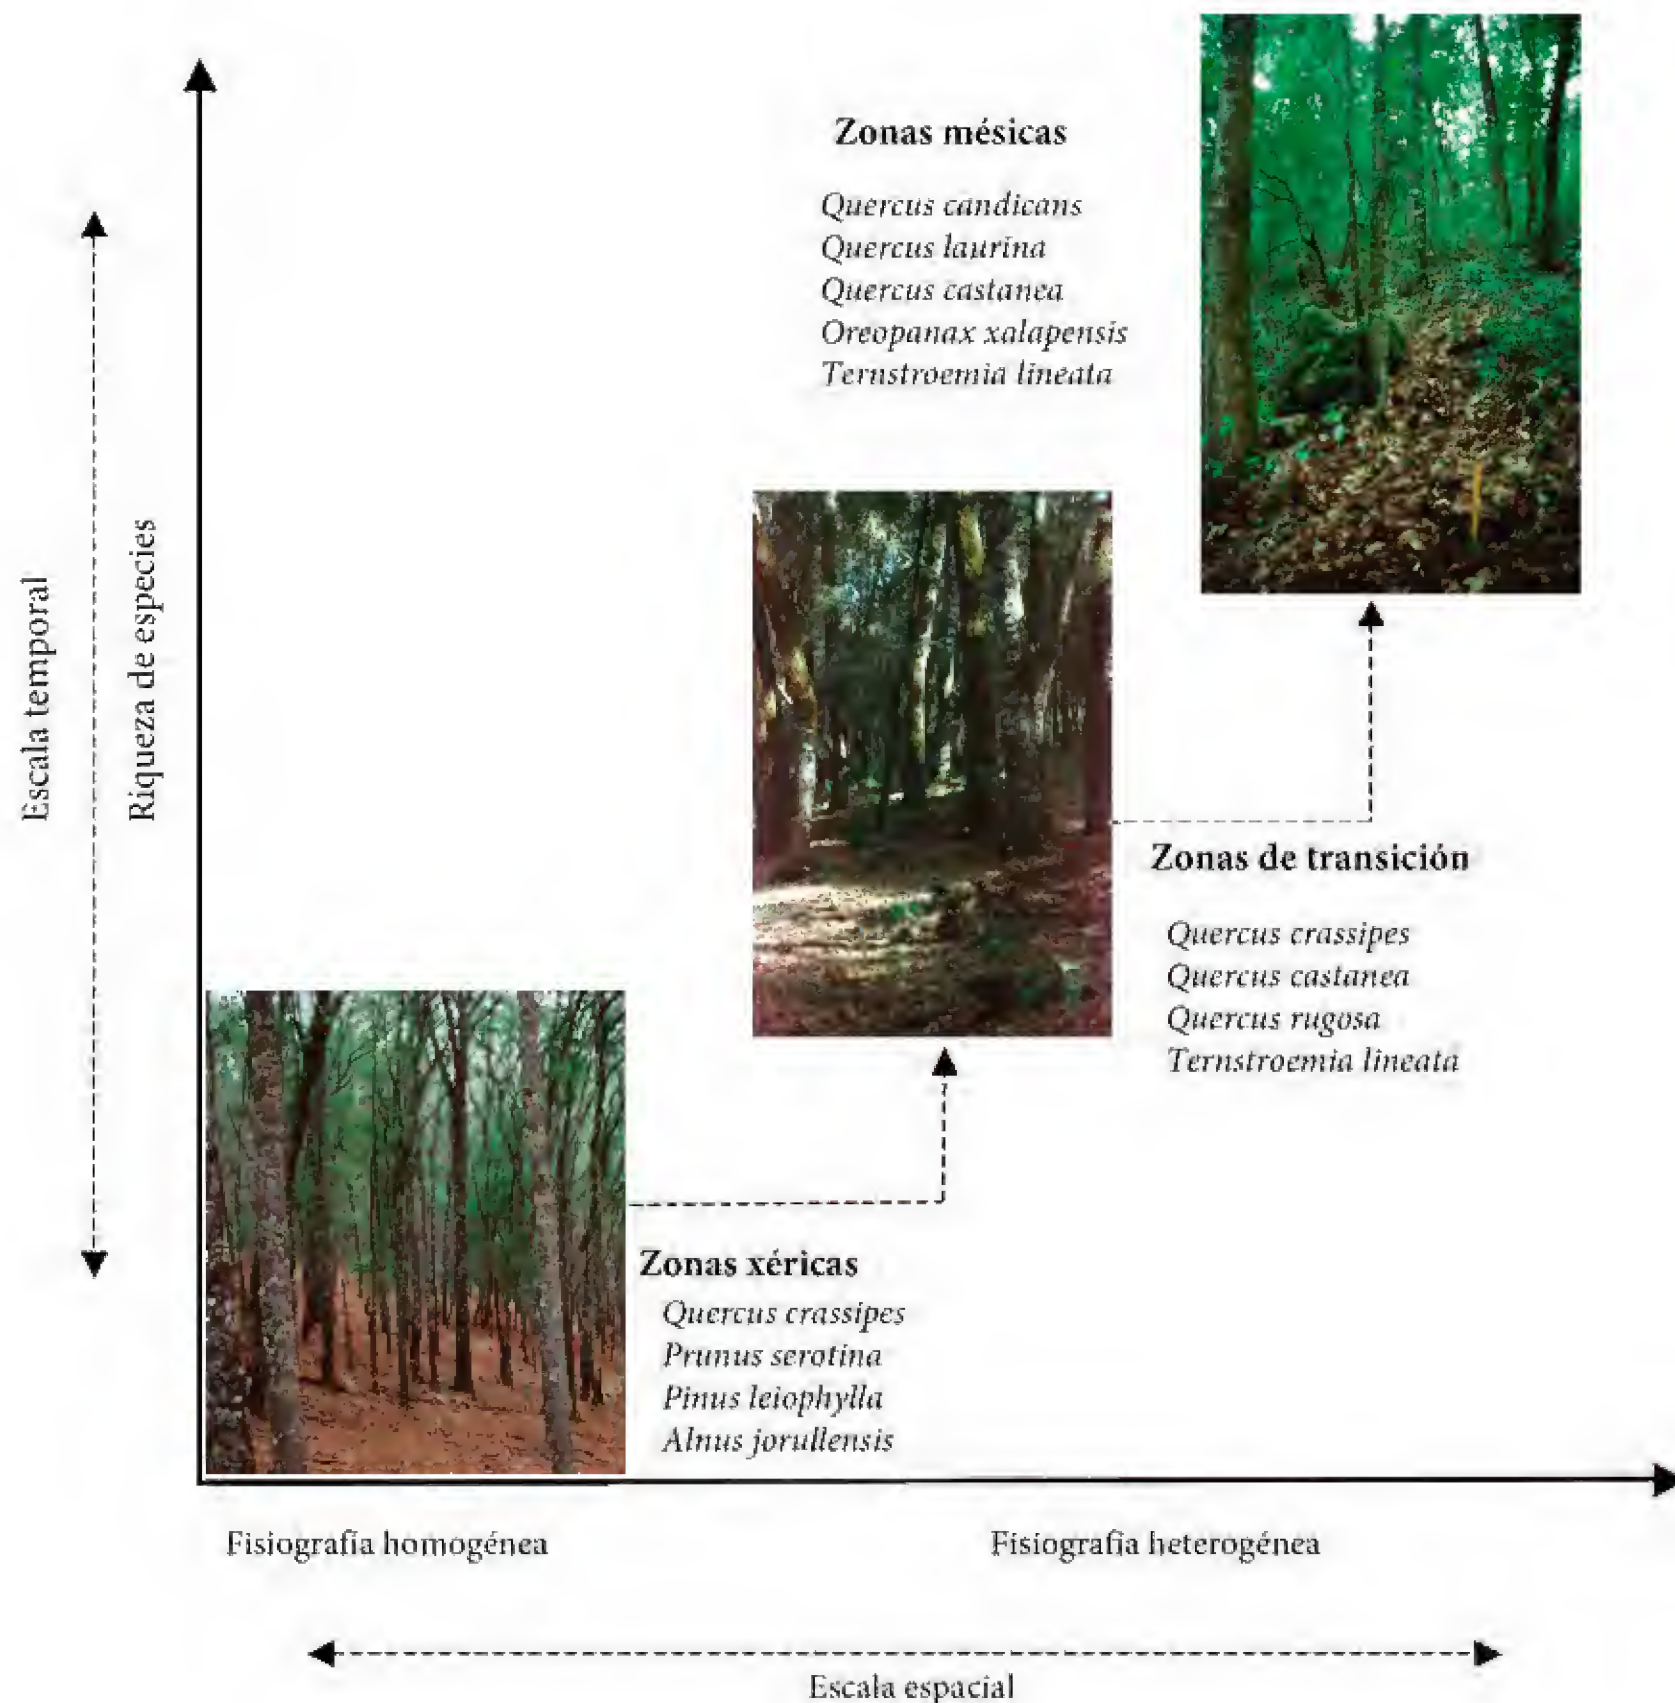 Zonas mésicas
Quercus candicans
Quercus laurina
Quercus castanea
Oreopanax xalapensis
Ternstroemia lineata
Escala temporal
Riqueza de especies
Zonas de transición
Quercus crassipes
Quercus castanea
Quercus rugosa
Ternstroemia lineata
Zonas xéricas
Quercus crassipes
Prunus serotina
Pinus leiophylla
Alnus jorullensis
Fisiografía homogénea
Fisiografía heterogénea
Escala espacial